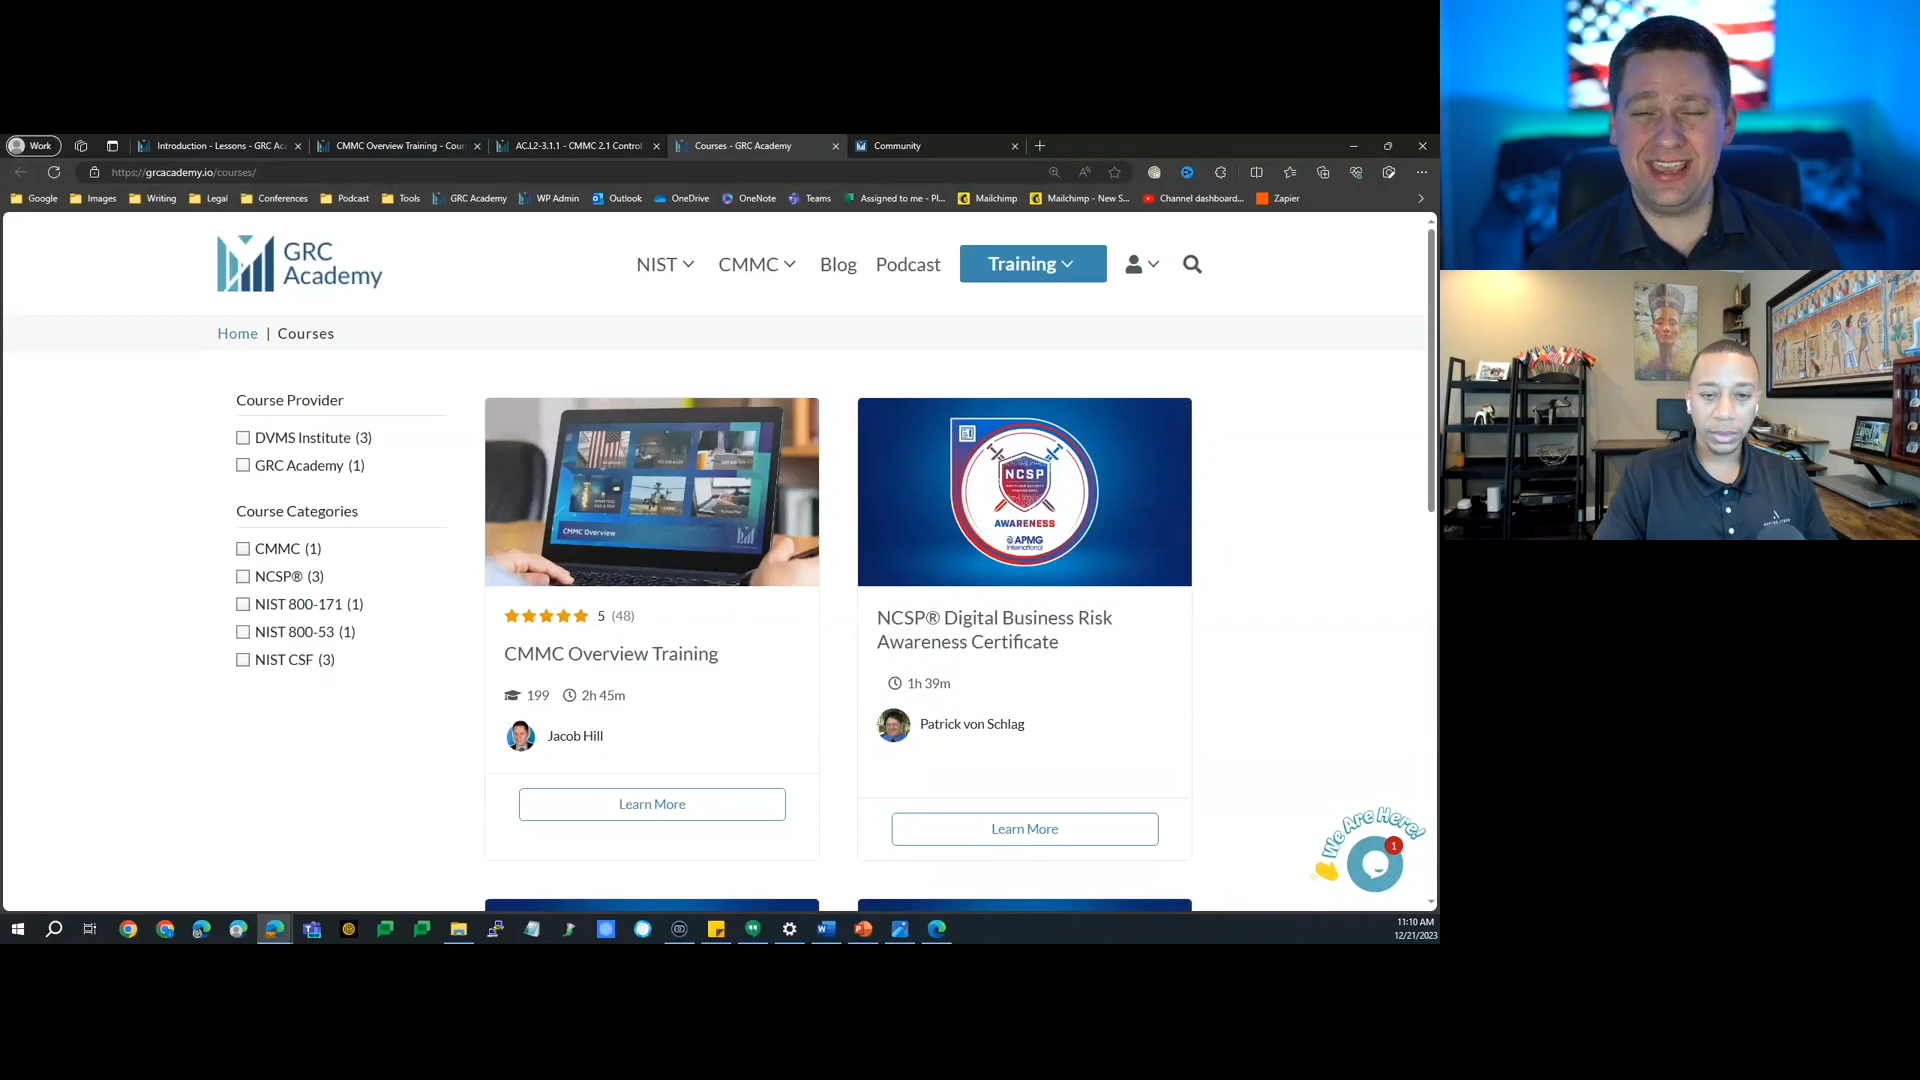 Work
Introduction - Lessons - GRC Ac
CMMC Overview Training - Cour
AC.L2-3.1.1 - CMMC 2.1 Control
Courses - GRC Academy
Community
https://grcacademy.io/courses/
Google
Images
Writing
Legal
Conferences
Podcast
Tools
GRC Academy
WP Admin
Outlook
OneDrive
OneNote
Teams
Assigned to me - Pl...
Mailchimp
Mailchimp - New S...
Channel dashboard...
Zapier
GRC
Academy
NIST
CMMC
Blog
Podcast
Training
Home | Courses
Course Provider
DVMS Institute (3)
GRC Academy (1)
Course Categories
CMMC (1)
NCSP® (3)
NIST 800-171 (1)
NIST 800-53 (1)
NIST CSF (3)
CMMC Overview
5 (48)
CMMC Overview Training
199 2h 45m
Jacob Hill
Learn More
NCSP
AWARENESS
APMG
International
NCSP® Digital Business Risk
Awareness Certificate
1h 39m
Patrick von Schlag
Learn More
We Are Here!
1
11:10 AM
12/21/2023